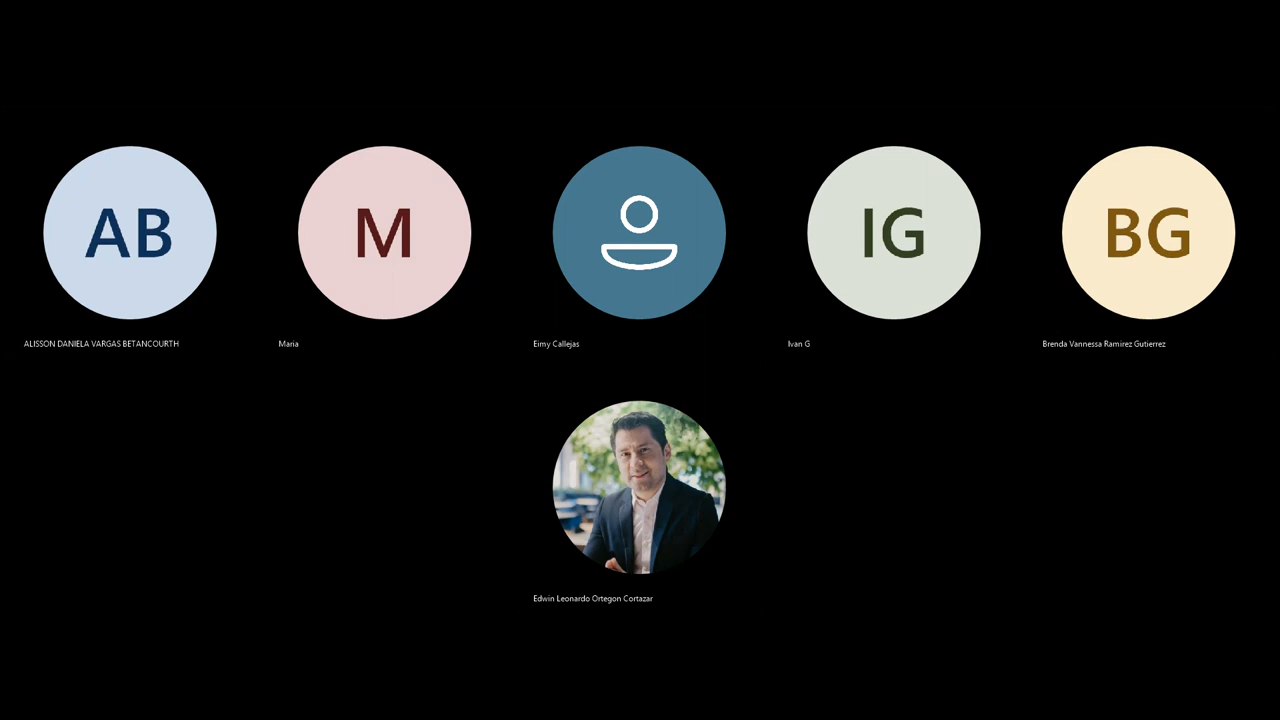 AB
M
IG
BG
ALISSON DANIELA VARGAS BETANCOURTH
Maria
Eimy Callejas
Ivan G
Brenda Vannessa Ramirez Gutierrez
Edwin Leonardo Ortegon Cortazar